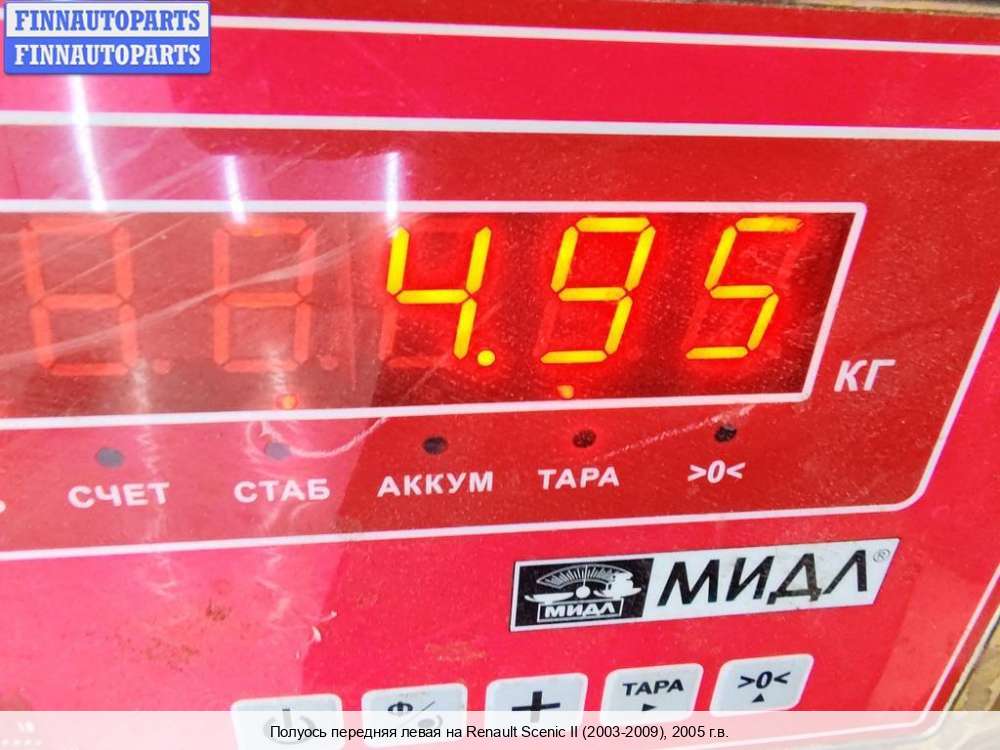 FINNAUTOPARTS
FINNAUTOPARTS
4.95
КГ
СЧЕТ СТАБ АККУМ ТАРА >0<
МИДЛ МИДЛ®
Ф/ + ТАРА >0<
Полуось передняя левая на Renault Scenic II (2003-2009), 2005 г.в.